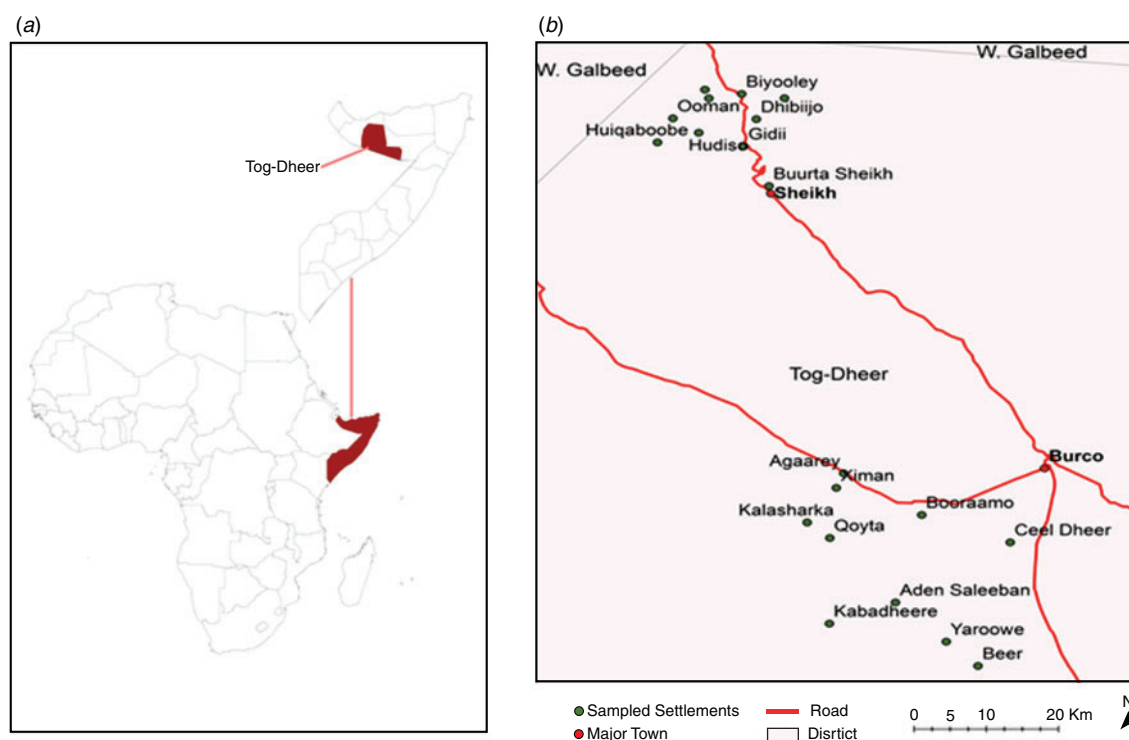 (a)
Tog-Dheer
(b)
W. Galbeed
W. Galbeed
Biyooley
Ooman
Dhibiijo
Huiqaboobe
Hudiso
Gidii
Buurta Sheikh
Sheikh
Tog-Dheer
Burco
Agaarey
Ximan
Booraamo
Kalasharka
Qoyta
Ceel Dheer
Aden Saleeban
Kabadheere
Yaroowe
Beer
Sampled Settlements
Road
Major Town
Disrtict
0 5 10 20 Km
N